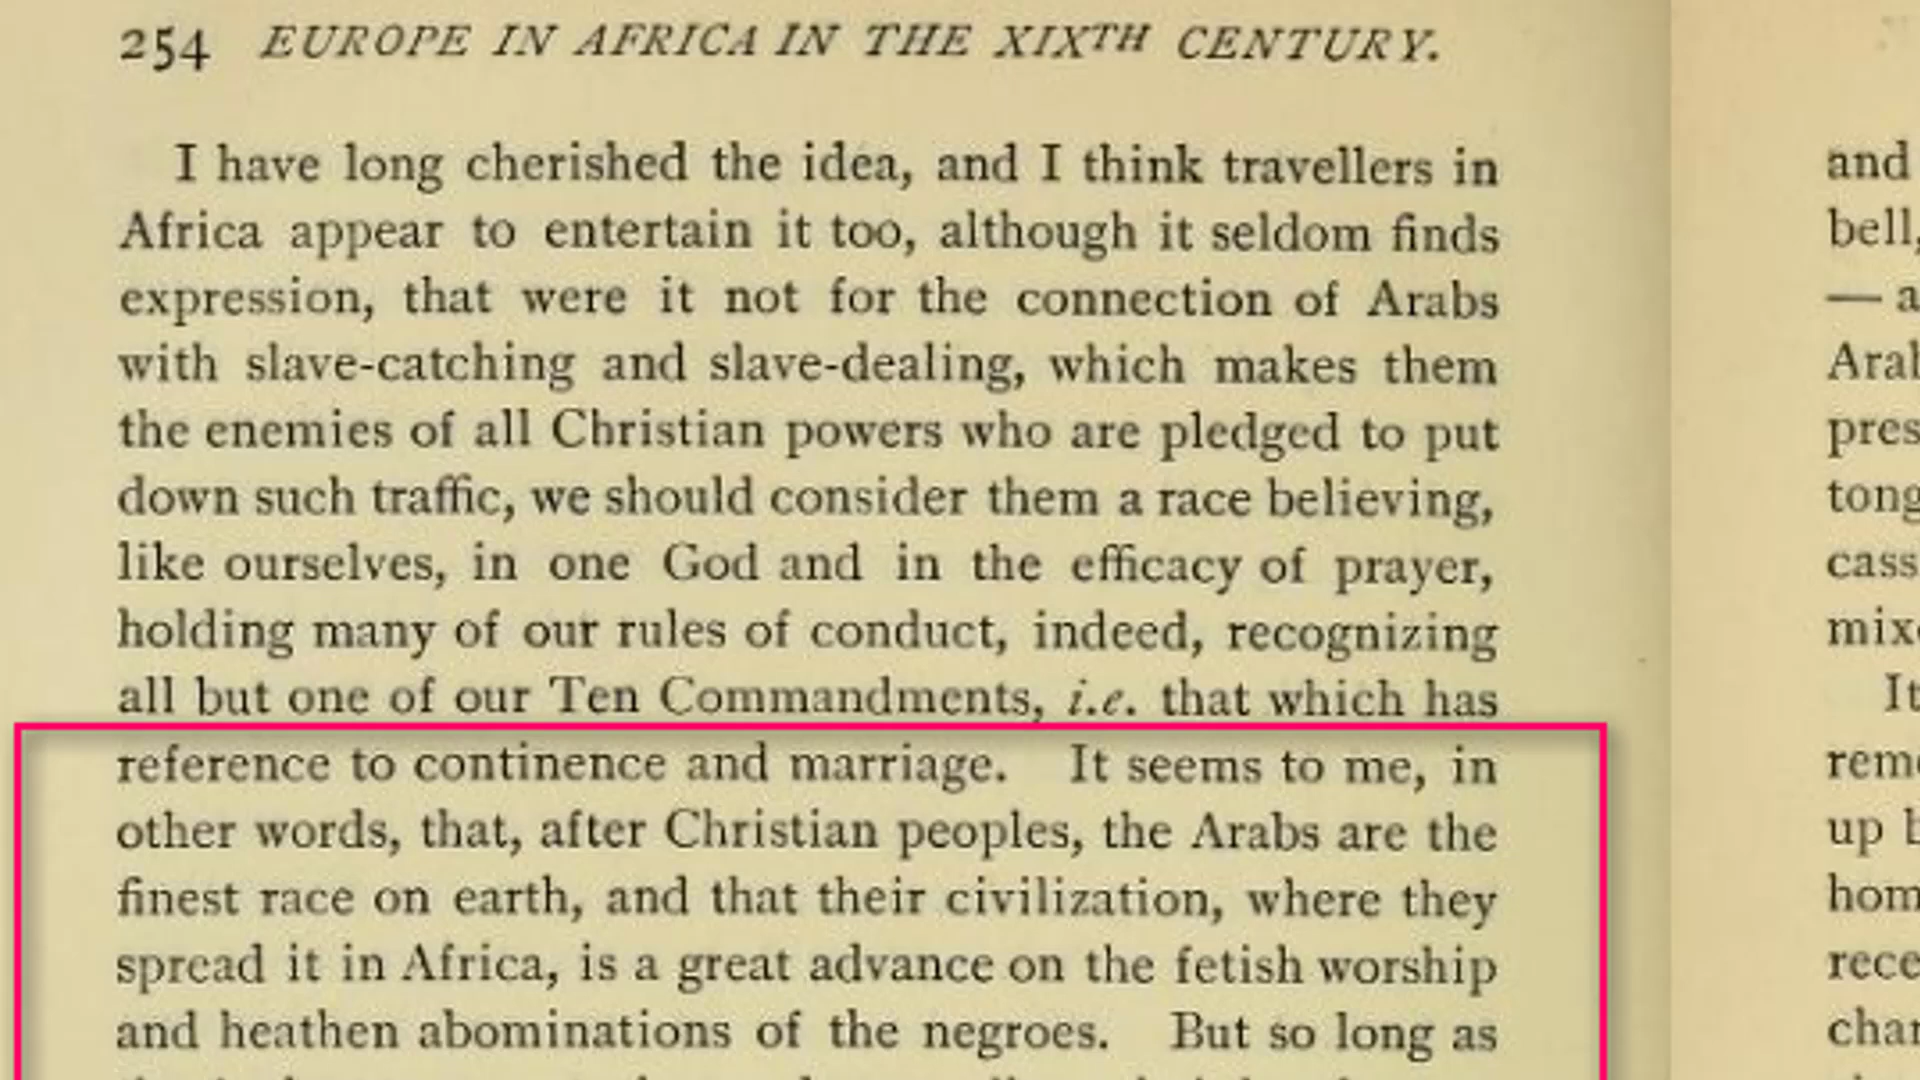 254 EUROPE IN AFRICA IN THE XIXTH CENTURY.
I have long cherished the idea, and I think travellers in
Africa appear to entertain it too, although it seldom finds
expression, that were it not for the connection of Arabs
with slave-catching and slave-dealing, which makes them
the enemies of all Christian powers who are pledged to put
down such traffic, we should consider them a race believing,
like ourselves, in one God and in the efficacy of prayer,
holding many of our rules of conduct, indeed, recognizing
all but one of our Ten Commandments, i.e. that which has
reference to continence and marriage. It seems to me, in
other words, that, after Christian peoples, the Arabs are the
finest race on earth, and that their civilization, where they
spread it in Africa, is a great advance on the fetish worship
and heathen abominations of the negroes. But so long as
and
bell,
— a
It
up